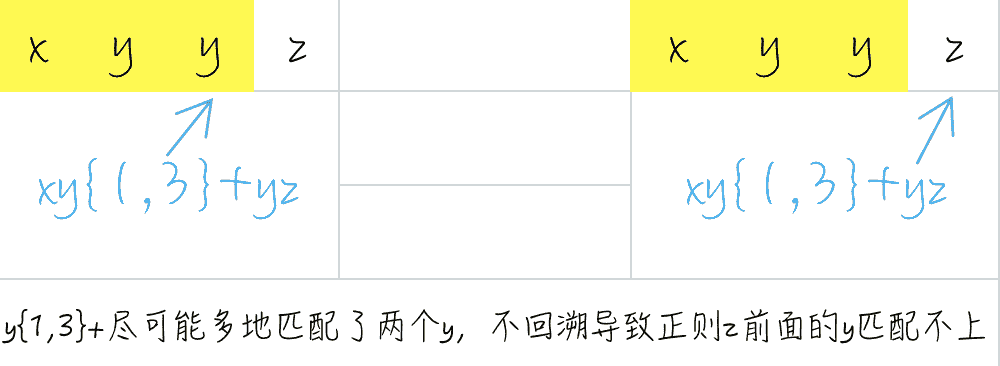 x y y z x y y z
xy{1,3}+yz xy{1,3}+yz
y{1,3}+尽可能多地匹配了两个y, 不回溯导致正则z前面的y匹配不上